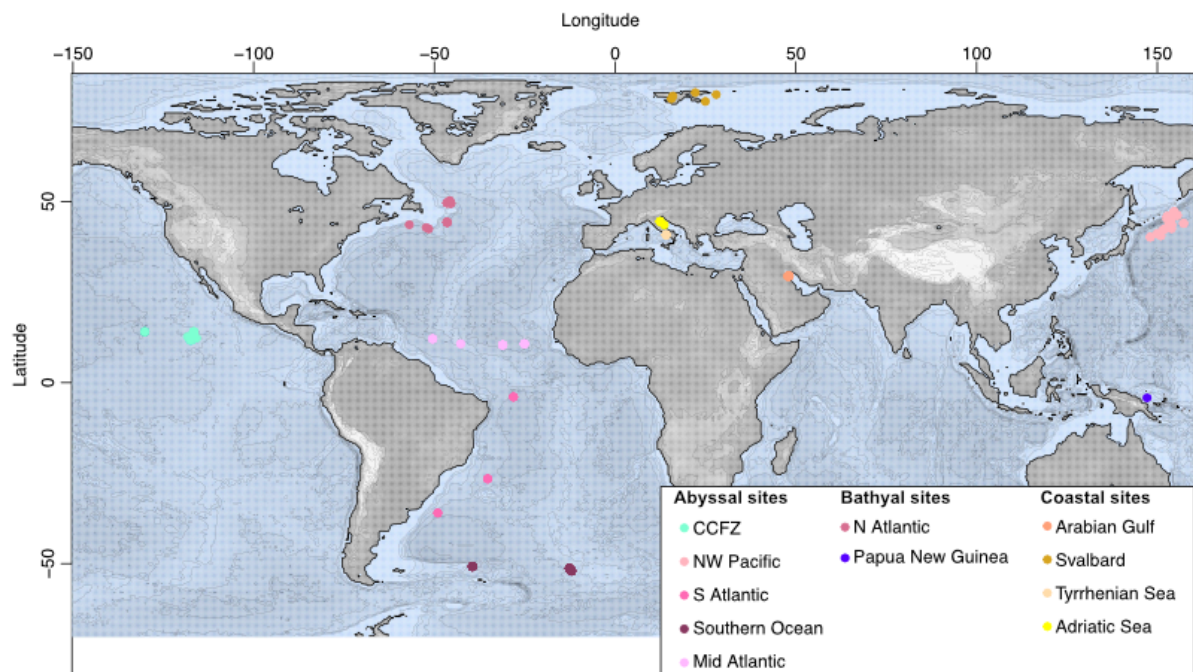 Longitude
−150 −100 −50 0 50 100 150
Latitude
50
0
−50
Abyssal sites
CCFZ
NW Pacific
S Atlantic
Southern Ocean
Mid Atlantic
Bathyal sites
N Atlantic
Papua New Guinea
Coastal sites
Arabian Gulf
Svalbard
Tyrrhenian Sea
Adriatic Sea